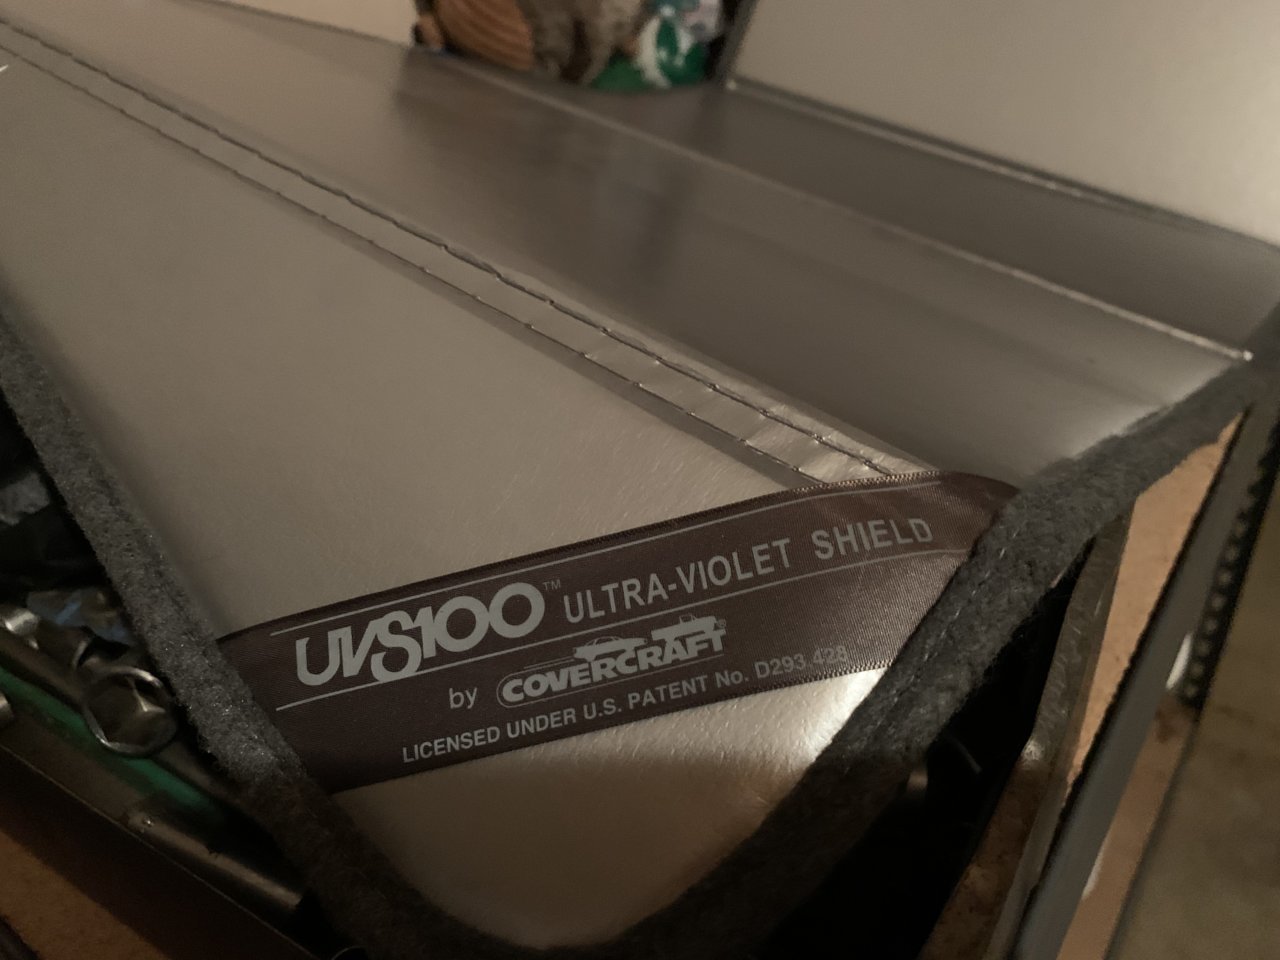 UVS100™ ULTRA-VIOLET SHIELD
by COVERCRAFT®
LICENSED UNDER U.S. PATENT No. D293,428